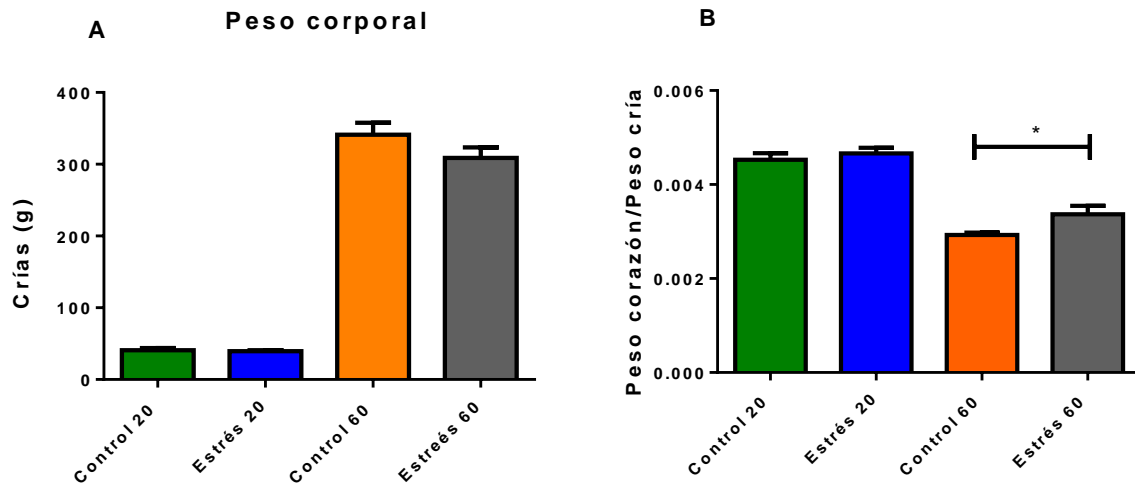 A
Peso corporal
Crías (g)
400
300
200
100
0
Control 20
Estrés 20
Control 60
Estreés 60
B
Peso corazón/Peso cría
0.006
0.004
0.002
0.000
*
Control 20
Estrés 20
Control 60
Estrés 60